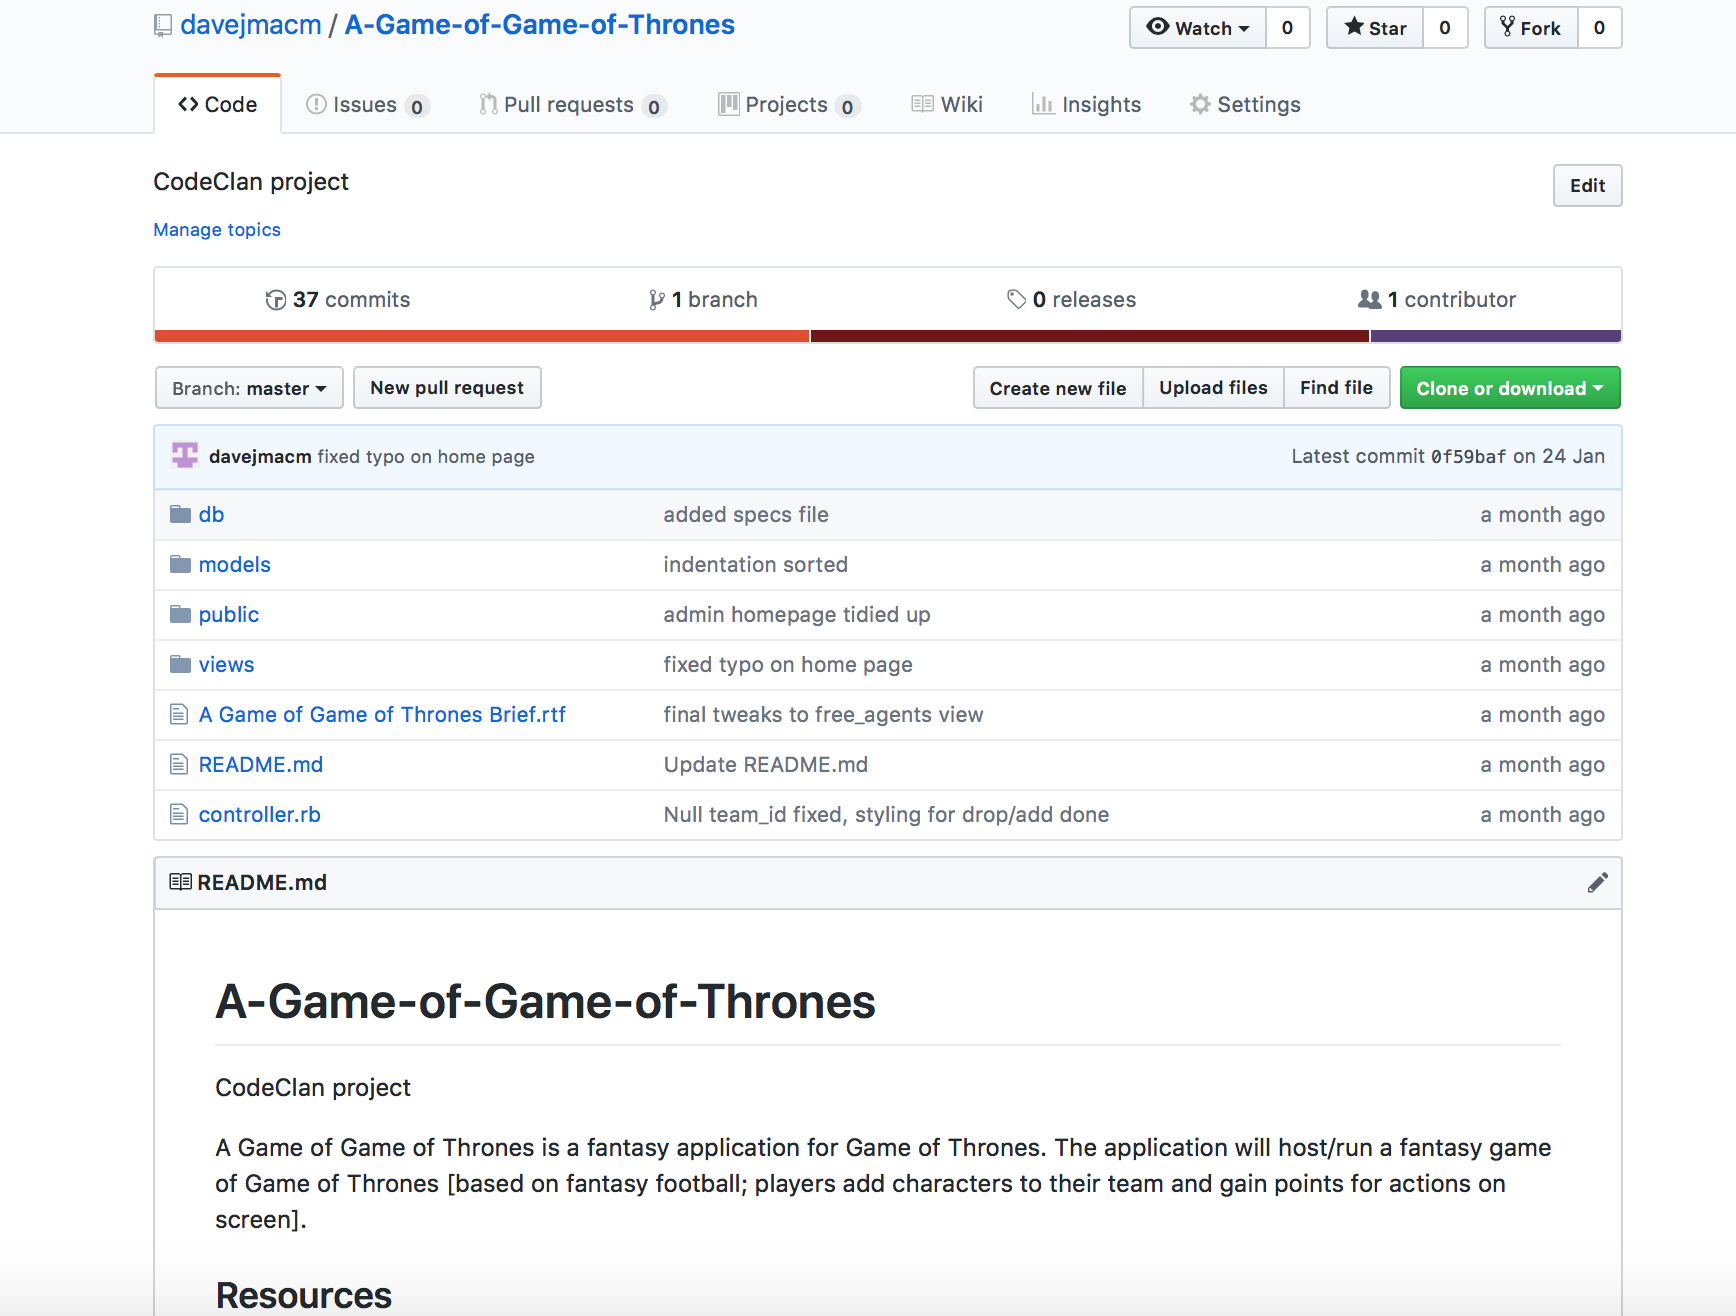 davejmacm / A-Game-of-Game-of-Thrones
Watch 0 Star 0 Fork 0
Code Issues 0 Pull requests 0 Projects 0 Wiki Insights Settings
CodeClan project
Edit
Manage topics
37 commits 1 branch 0 releases 1 contributor
Branch: master New pull request Create new file Upload files Find file Clone or download
davejmacm fixed typo on home page Latest commit 0f59baf on 24 Jan
db added specs file a month ago
models indentation sorted a month ago
public admin homepage tidied up a month ago
views fixed typo on home page a month ago
A Game of Game of Thrones Brief.rtf final tweaks to free_agents view a month ago
README.md Update README.md a month ago
controller.rb Null team_id fixed, styling for drop/add done a month ago
README.md
A-Game-of-Game-of-Thrones
CodeClan project
A Game of Game of Thrones is a fantasy application for Game of Thrones. The application will host/run a fantasy game
of Game of Thrones [based on fantasy football; players add characters to their team and gain points for actions on
screen].
Resources